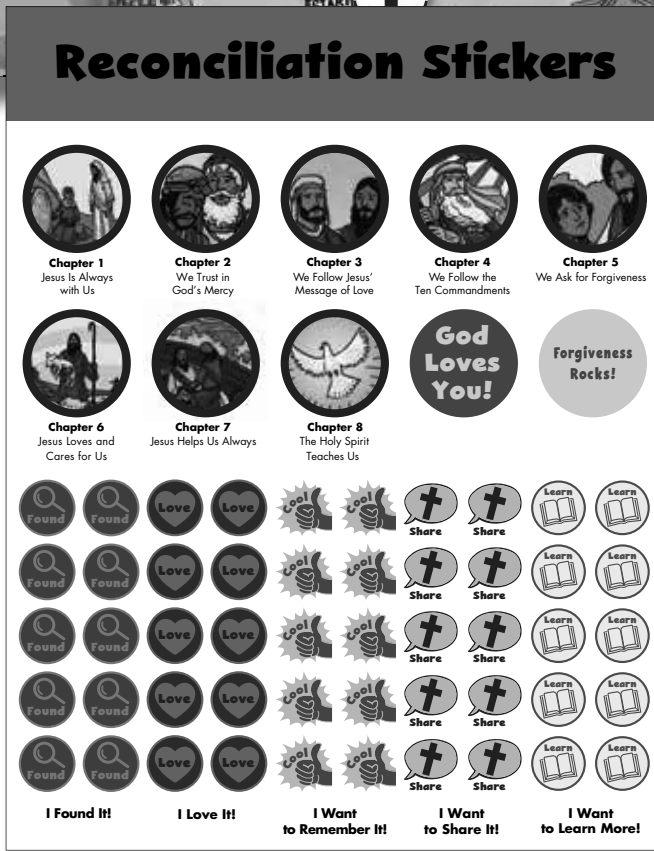 Reconciliation Stickers
Chapter 1
Jesus Is Always
with Us
Chapter 2
We Trust in
God's Mercy
Chapter 3
We Follow Jesus'
Message of Love
Chapter 4
We Follow the
Ten Commandments
Chapter 5
We Ask for Forgiveness
Chapter 6
Jesus Loves and
Cares for Us
Chapter 7
Jesus Helps Us Always
Chapter 8
The Holy Spirit
Teaches Us
God
Loves
You!
Forgiveness
Rocks!
Found Found Love Love Cool Cool Share Share Learn Learn
Found Found Love Love Cool Cool Share Share Learn Learn
Found Found Love Love Cool Cool Share Share Learn Learn
Found Found Love Love Cool Cool Share Share Learn Learn
Found Found Love Love Cool Cool Share Share Learn Learn
I Found It!
I Love It!
I Want
to Remember It!
I Want
to Share It!
I Want
to Learn More!